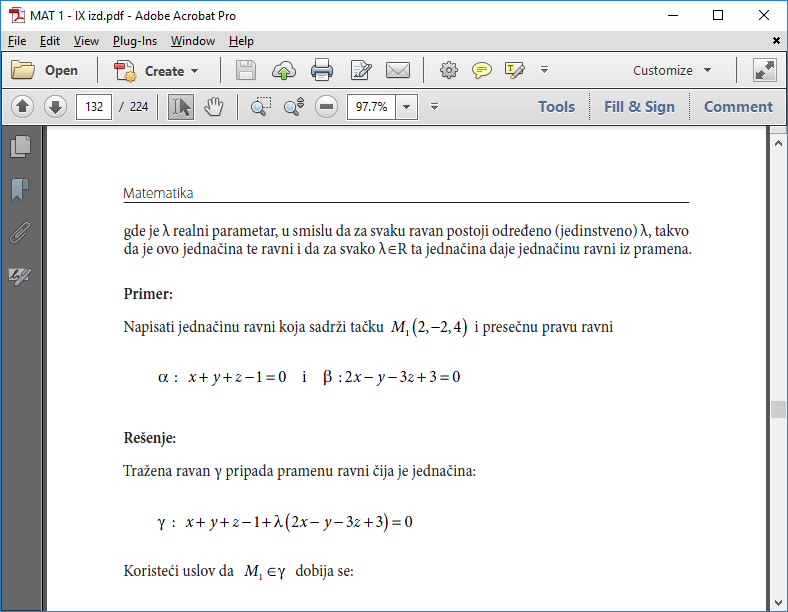 MAT 1 - IX izd.pdf - Adobe Acrobat Pro
File Edit View Plug-Ins Window Help
Open Create Customize
132 / 224 97.7% Tools Fill & Sign Comment
Matematika
gde je λ realni parametar, u smislu da za svaku ravan postoji određeno (jedinstveno) λ, takvo
da je ovo jednačina te ravni i da za svako λ∈R ta jednačina daje jednačinu ravni iz pramena.
Primer:
Napisati jednačinu ravni koja sadrži tačku M₁(2,−2,4) i presečnu pravu ravni
α : x+y+z−1=0 i β :2x−y−3z+3=0
Rešenje:
Tražena ravan γ pripada pramenu ravni čija je jednačina:
γ : x+y+z−1+λ(2x−y−3z+3)=0
Koristeći uslov da M₁∈γ dobija se: